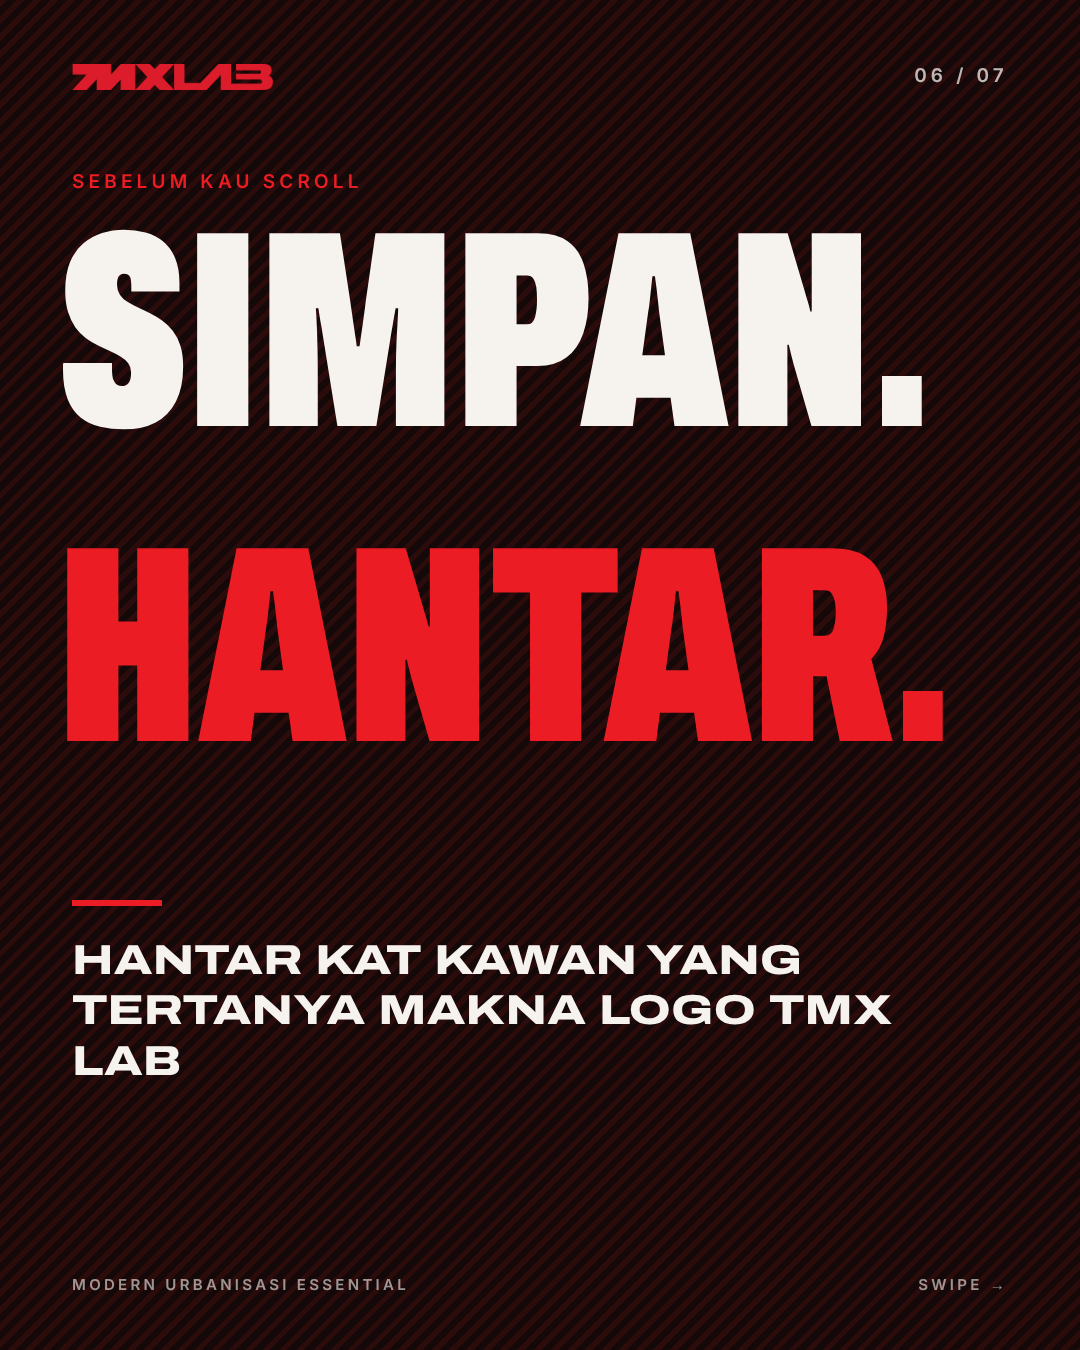 TMXLAB
06 / 07
SEBELUM KAU SCROLL
SIMPAN.
HANTAR.
HANTAR KAT KAWAN YANG
TERTANYA MAKNA LOGO TMX
LAB
MODERN URBANISASI ESSENTIAL
SWIPE →